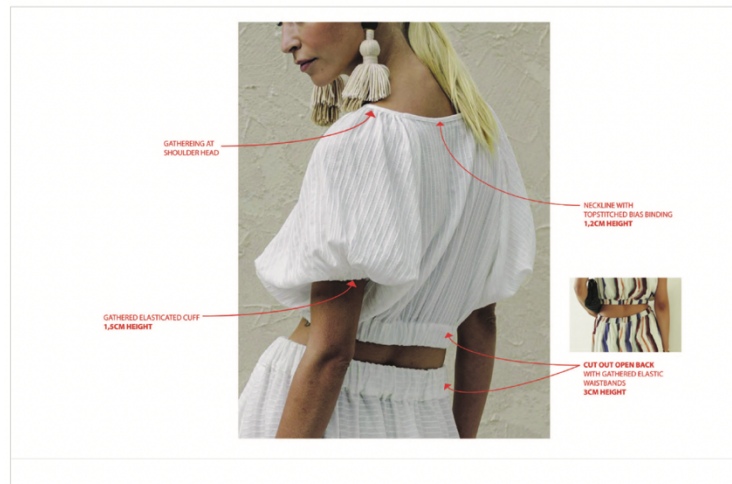 GATHEREING AT
SHOULDER HEAD
NECKLINE WITH
TOPSTITCHED BIAS BINDING
1,2CM HEIGHT
GATHERED ELASTICATED CUFF
1,5CM HEIGHT
CUT OUT OPEN BACK
WITH GATHERED ELASTIC
WAISTBANDS
3CM HEIGHT